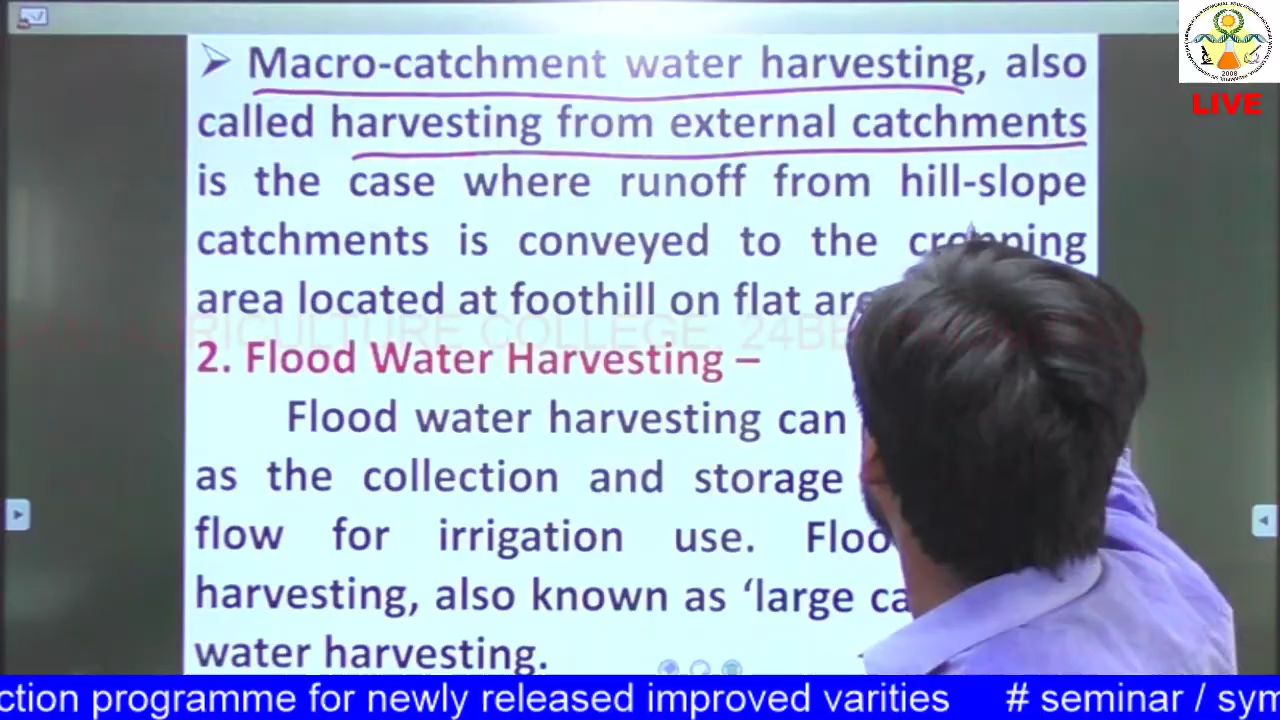 ➢ Macro-catchment water harvesting, also
called harvesting from external catchments
is the case where runoff from hill-slope
catchments is conveyed to the cropping
area located at foothill on flat
2. Flood Water Harvesting –
Flood water harvesting can
as the collection and storage
flow for irrigation use.
harvesting, also known as ‘large
water harvesting.
LIVE
2008
ction programme for newly released improved varities # seminar / sym